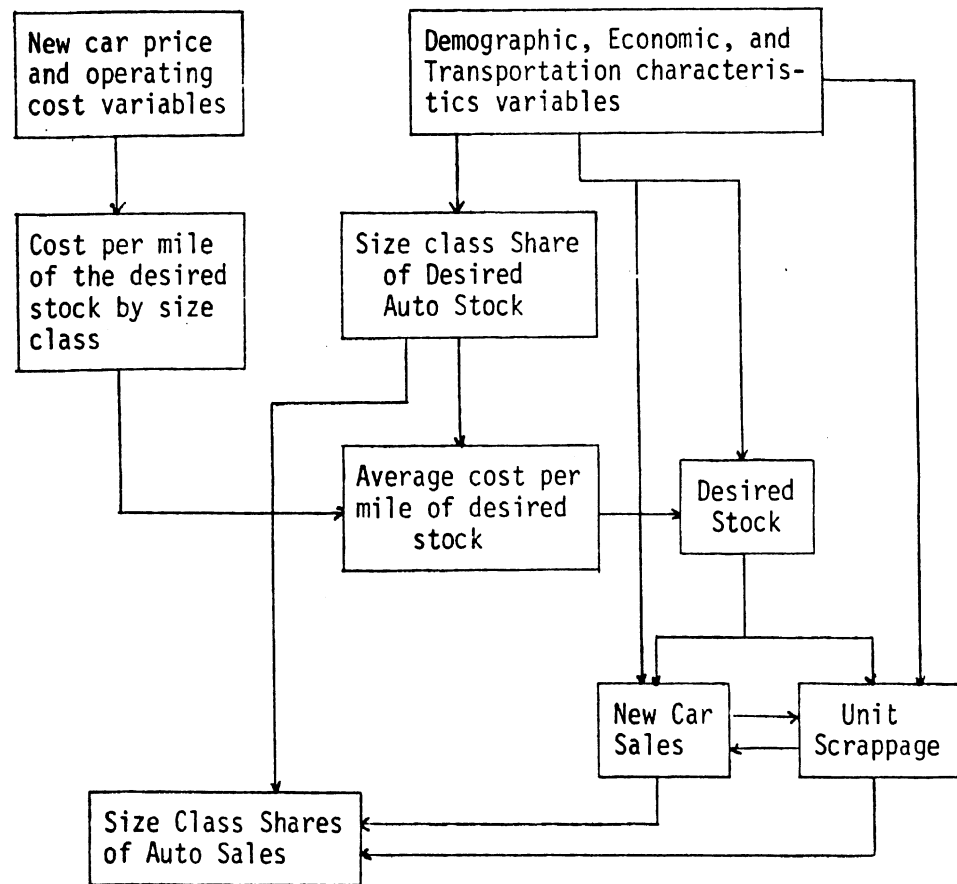 New car price
and operating
cost variables
Demographic, Economic, and
Transportation characteris-
tics variables
Cost per mile
of the desired
stock by size
class
Size class Share
of Desired
Auto Stock
Average cost per
mile of desired
stock
Desired
Stock
New Car
Sales
Unit
Scrappage
Size Class Shares
of Auto Sales